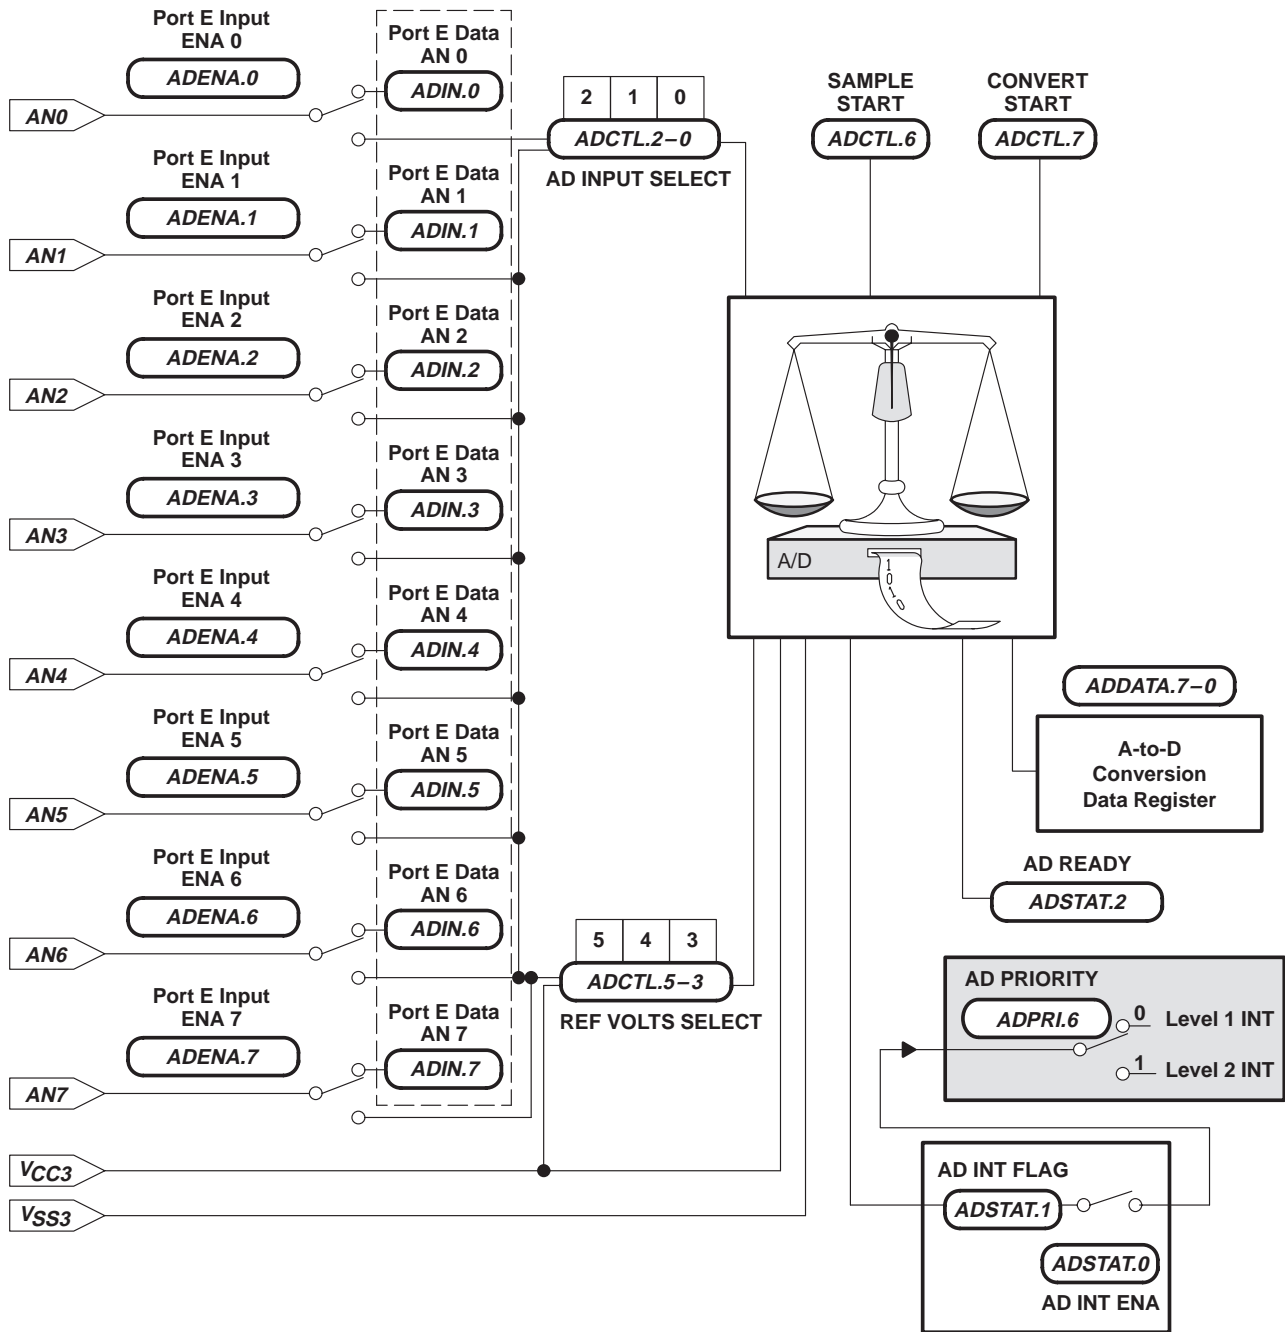 Port E Input
ENA 0
ADENA.0
AN0
Port E Data
AN 0
ADIN.0
Port E Input
ENA 1
ADENA.1
AN1
Port E Data
AN 1
ADIN.1
Port E Input
ENA 2
ADENA.2
AN2
Port E Data
AN 2
ADIN.2
Port E Input
ENA 3
ADENA.3
AN3
Port E Data
AN 3
ADIN.3
Port E Input
ENA 4
ADENA.4
AN4
Port E Data
AN 4
ADIN.4
Port E Input
ENA 5
ADENA.5
AN5
Port E Data
AN 5
ADIN.5
Port E Input
ENA 6
ADENA.6
AN6
Port E Data
AN 6
ADIN.6
Port E Input
ENA 7
ADENA.7
AN7
Port E Data
AN 7
ADIN.7
VCC3
VSS3
2 1 0
ADCTL.2–0
AD INPUT SELECT
SAMPLE
START
ADCTL.6
CONVERT
START
ADCTL.7
A/D
1010
5 4 3
ADCTL.5–3
REF VOLTS SELECT
ADDATA.7–0
A-to-D
Conversion
Data Register
AD READY
ADSTAT.2
AD PRIORITY
ADPRI.6
0 Level 1 INT
1 Level 2 INT
AD INT FLAG
ADSTAT.1
ADSTAT.0
AD INT ENA